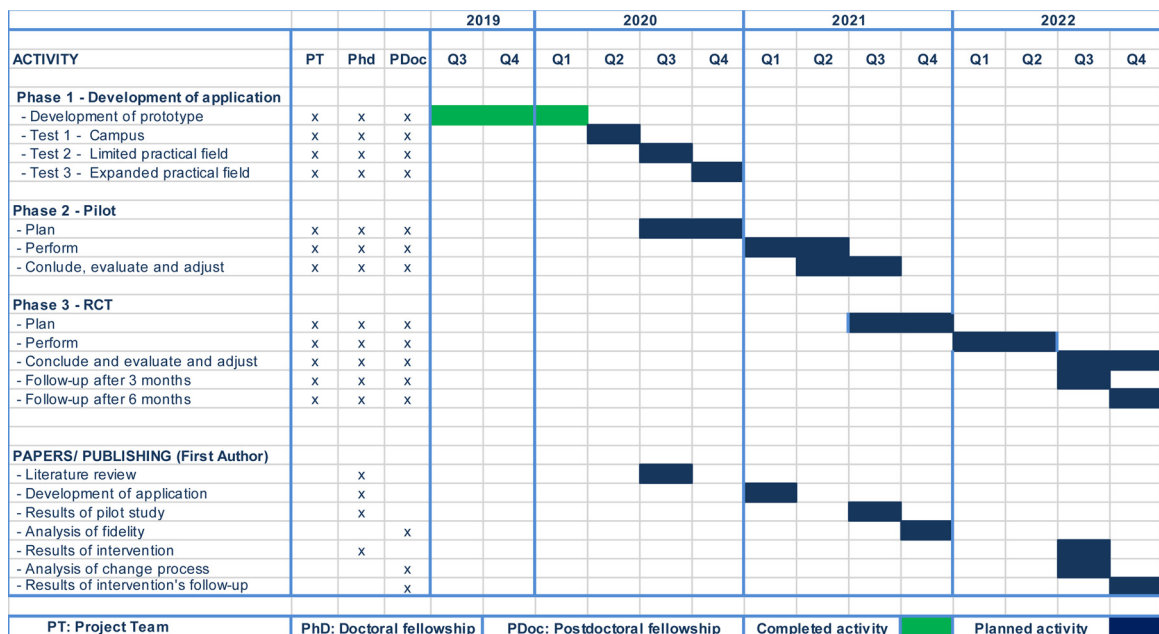 2019 2020 2021 2022
ACTIVITY PT Phd PDoc Q3 Q4 Q1 Q2 Q3 Q4 Q1 Q2 Q3 Q4 Q1 Q2 Q3 Q4
Phase 1 - Development of application
- Development of prototype x x x
- Test 1 - Campus x x x
- Test 2 - Limited practical field x x x
- Test 3 - Expanded practical field x x x
Phase 2 - Pilot
- Plan x x x
- Perform x x x
- Conlude, evaluate and adjust x x x
Phase 3 - RCT
- Plan x x x
- Perform x x x
- Conclude and evaluate and adjust x x x
- Follow-up after 3 months x x x
- Follow-up after 6 months x x x
PAPERS/ PUBLISHING (First Author)
- Literature review x
- Development of application x
- Results of pilot study x
- Analysis of fidelity x
- Results of intervention x
- Analysis of change process x
- Results of intervention's follow-up x
PT: Project Team PhD: Doctoral fellowship PDoc: Postdoctoral fellowship Completed activity Planned activity